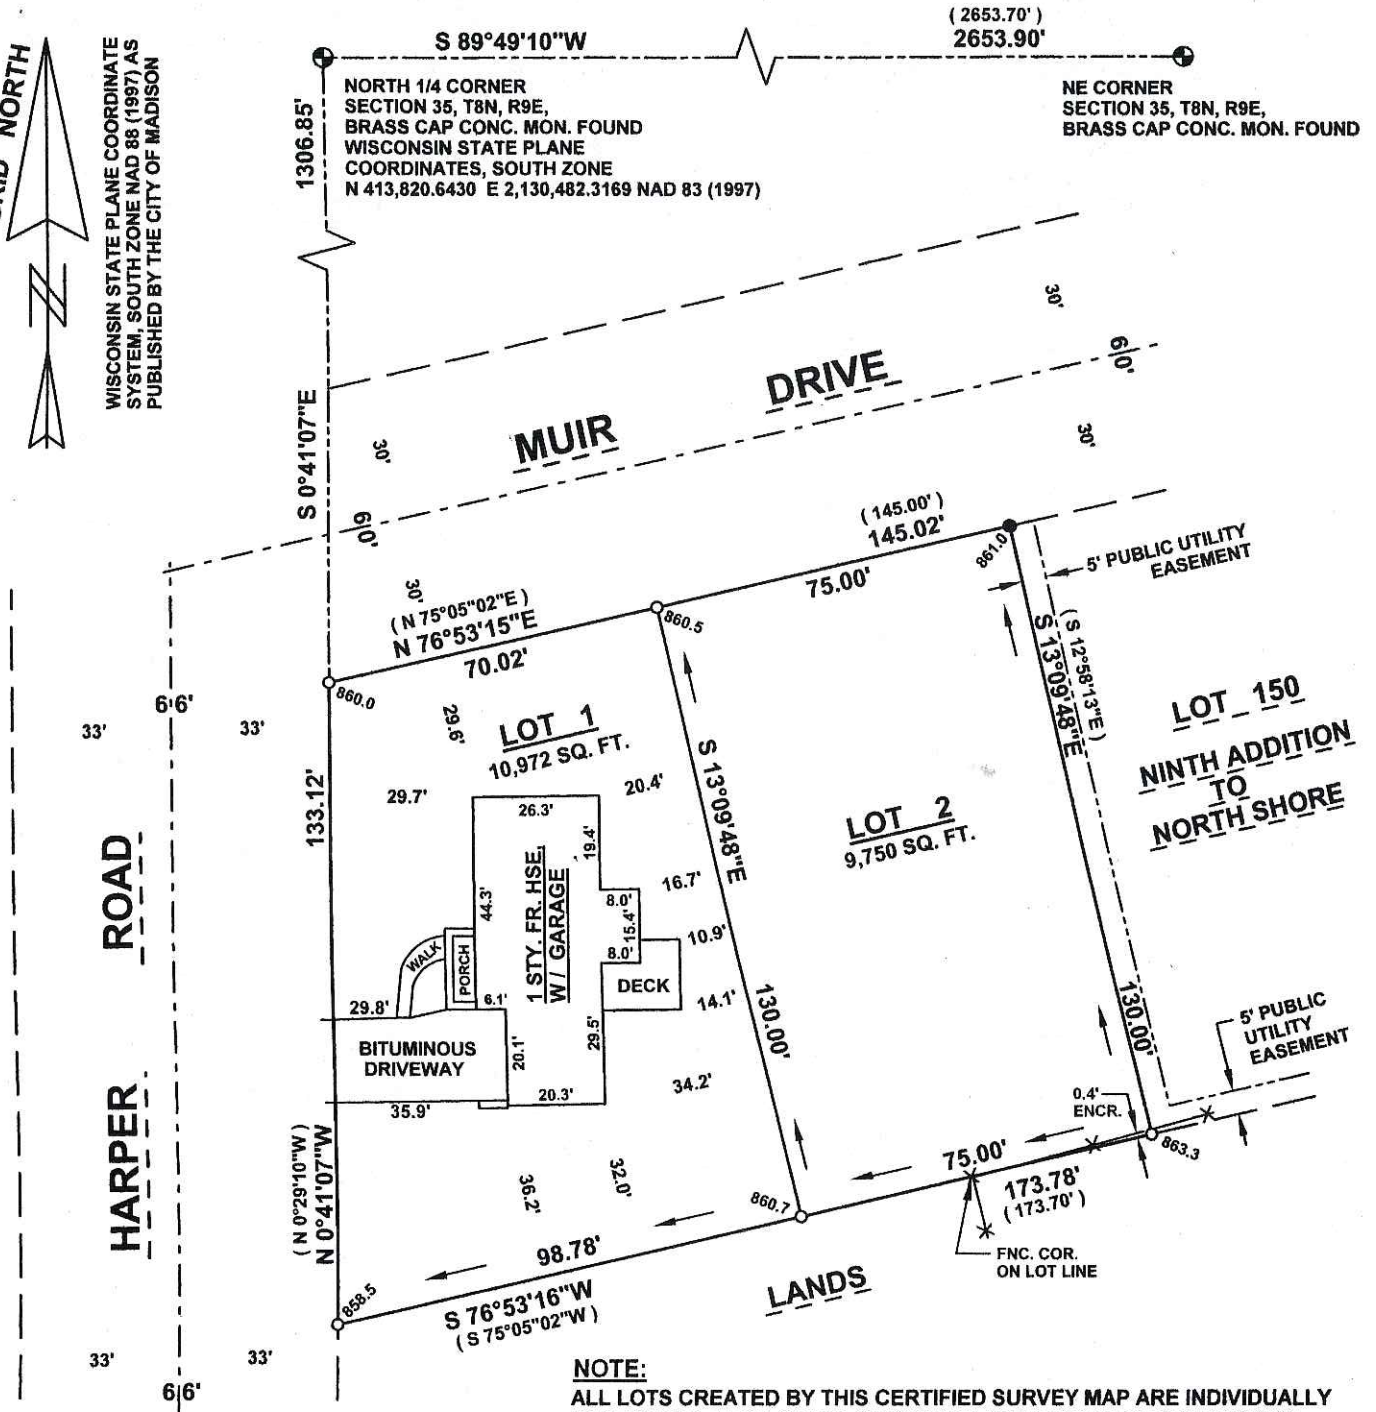 ( 2653.70' )
S 89°49'10"W
2653.90'
NORTH
WISCONSIN STATE PLANE COORDINATE
SYSTEM, SOUTH ZONE NAD 88 (1997) AS
PUBLISHED BY THE CITY OF MADISON
N
1306.85'
NORTH 1/4 CORNER
SECTION 35, T8N, R9E,
BRASS CAP CONC. MON. FOUND
WISCONSIN STATE PLANE
COORDINATES, SOUTH ZONE
N 413,820.6430 E 2,130,482.3169 NAD 83 (1997)
NE CORNER
SECTION 35, T8N, R9E,
BRASS CAP CONC. MON. FOUND
S 0°41'07"E
30'
60'
30'
MUIR DRIVE
30'
60'
30'
( 145.00' )
145.02'
75.00'
861.0
5' PUBLIC UTILITY
EASEMENT
( N 75°05'02"E )
N 76°53'15"E
70.02'
860.5
860.0
S 13°09'48"E
( S 12°58'13"E )
130.00'
66'
33'
33'
LOT 1
10,972 SQ. FT.
29.6'
29.7'
20.4'
26.3'
19.4'
133.12'
S 13°09'48"E
130.00'
LOT 2
9,750 SQ. FT.
LOT 150
NINTH ADDITION
TO
NORTH SHORE
44.3'
1 STY. FR. HSE.
W/ GARAGE
16.7'
8.0'
15.4'
8.0'
10.9'
WALK
PORCH
6.1'
DECK
14.1'
29.8'
BITUMINOUS
DRIVEWAY
20.1'
29.5'
20.3'
34.2'
35.9'
HARPER ROAD
5' PUBLIC
UTILITY
EASEMENT
0.4'
ENCR.
863.3
75.00'
173.78'
( 173.70' )
860.7
( N 0°29'10"W )
N 0°41'07"W
36.2'
32.0'
98.78'
S 76°53'16"W
( S 75°05'02"W )
858.5
FNC. COR.
ON LOT LINE
LANDS
33'
33'
66'
NOTE:
ALL LOTS CREATED BY THIS CERTIFIED SURVEY MAP ARE INDIVIDUALLY